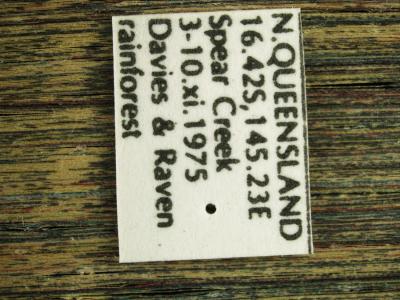 N.QUEENSLAND
16.42S,145.23E
Spear Creek
3-10.xi.1975
Davies & Raven
rainforest